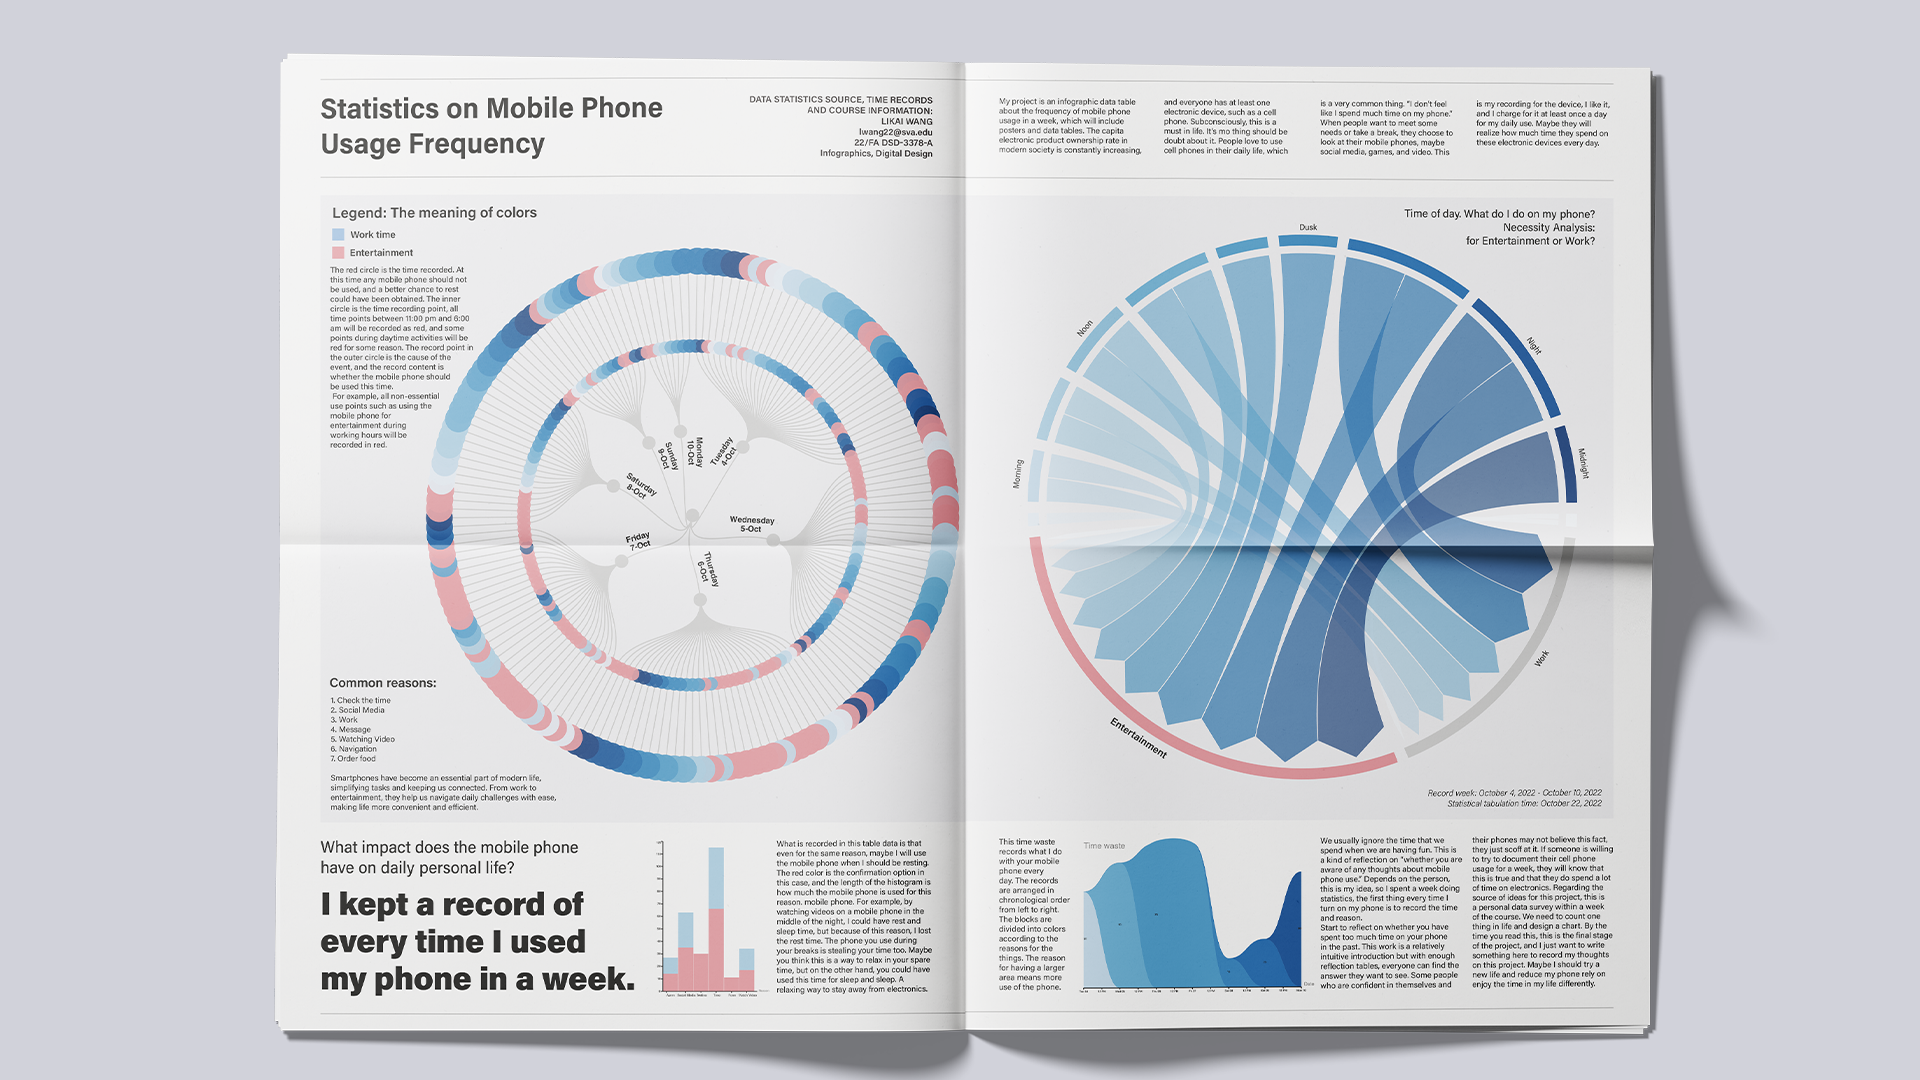 Statistics on Mobile Phone
Usage Frequency
DATA STATISTICS SOURCE, TIME RECORDS
AND COURSE INFORMATION:
LIKAI WANG
lwang22@sva.edu
22/FA DSD-3378-A
Infographics, Digital Design
My project is an infographic data table
about the frequency of mobile phone
usage in a week, which will include
posters and data tables. The capita
electronic product ownership rate in
modern society is constantly increasing,
and everyone has at least one
electronic device, such as a cell
phone. Subconsciously, this is a
must in life. It's mo thing should be
doubt about it. People love to use
cell phones in their daily life, which
is a very common thing. "I don't feel
like I spend much time on my phone."
When people want to meet some
needs or take a break, they choose to
look at their mobile phones, maybe
social media, games, and video. This
is my recording for the device, I like it,
and I charge for it at least once a day
for my daily use. Maybe they will
realize how much time they spend on
these electronic devices every day.
Legend: The meaning of colors
Work time
Entertainment
The red circle is the time recorded. At
this time any mobile phone should not
be used, and a better chance to rest
could have been obtained. The inner
circle is the time recording point, all
time points between 11:00 pm and 6:00
am will be recorded as red, and some
points during daytime activities will be
red for some reason. The record point in
the outer circle is the cause of the
event, and the record content is
whether the mobile phone should
be used this time.
For example, all non-essential
use points such as using the
mobile phone for
entertainment during
working hours will be
recorded in red.
Sunday
9-Oct
Monday
10-Oct
Tuesday
4-Oct
Saturday
8-Oct
Wednesday
5-Oct
Friday
7-Oct
Thursday
6-Oct
Common reasons:
1. Check the time
2. Social Media
3. Work
4. Message
5. Watching Video
6. Navigation
7. Order food
Smartphones have become an essential part of modern life,
simplifying tasks and keeping us connected. From work to
entertainment, they help us navigate daily challenges with ease,
making life more convenient and efficient.
Time of day. What do I do on my phone?
Necessity Analysis:
for Entertainment or Work?
Dusk
Noon
Night
Morning
Midnight
Work
Entertainment
Record week: October 4, 2022 - October 10, 2022
Statistical tabulation time: October 22, 2022
What impact does the mobile phone
have on daily personal life?
I kept a record of
every time I used
my phone in a week.
What is recorded in this table data is that
even for the same reason, maybe I will use
the mobile phone when I should be resting.
The red color is the confirmation option in
this case, and the length of the histogram is
how much the mobile phone is used for this
reason. mobile phone. For example, by
watching videos on a mobile phone in the
middle of the night, I could have rest and
sleep time, but because of this reason, I lost
the rest time. The phone you use during
your breaks is stealing your time too. Maybe
you think this is a way to relax in your spare
time, but on the other hand, you could have
used this time for sleep and sleep. A
relaxing way to stay away from electronics.
This time waste
records what I do
with your mobile
phone every
day. The records
are arranged in
chronological order
from left to right.
The blocks are
divided into colors
according to the
reasons for the
things. The reason
for having a larger
area means more
use of the phone.
Time waste
We usually ignore the time that we
spend when we are having fun. This is
a kind of reflection on "whether you are
aware of any thoughts about mobile
phone use." Depends on the person,
this is my idea, so I spent a week doing
statistics, the first thing every time I
turn on my phone is to record the time
and reason.
Start to reflect on whether you have
spent too much time on your phone
in the past. This work is a relatively
intuitive introduction but with enough
reflection tables, everyone can find the
answer they want to see. Some people
who are confident in themselves and
their phones may not believe this fact,
they just scoff at it. If someone is willing
to try to document their cell phone
usage for a week, they will know that
this is true and that they do spend a lot
of time on electronics. Regarding the
source of ideas for this project, this is
a personal data survey within a week
of the course. We need to count one
thing in life and design a chart. By the
time you read this, this is the final stage
of the project, and I just want to write
something here to record my thoughts
on this project. Maybe I should try a
new life and reduce my phone rely on
enjoy the time in my life differently.